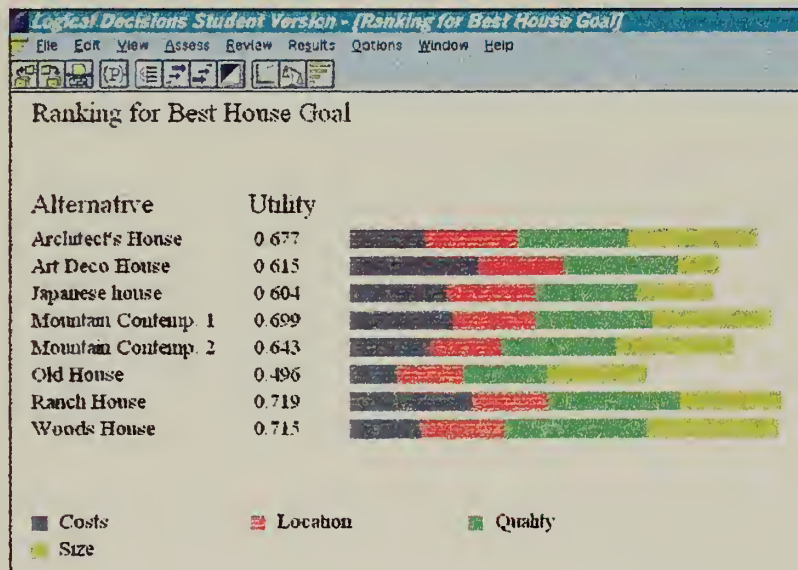 Logical Decisions Student Version - [Ranking for Best House Goal]
File Edit View Assess Review Results Options Window Help
Ranking for Best House Goal
Alternative Utility
Architect's House 0.677
Art Deco House 0.615
Japanese house 0.604
Mountain Contemp. 1 0.699
Mountain Contemp. 2 0.643
Old House 0.496
Ranch House 0.719
Woods House 0.715
Costs Location Quality
Size